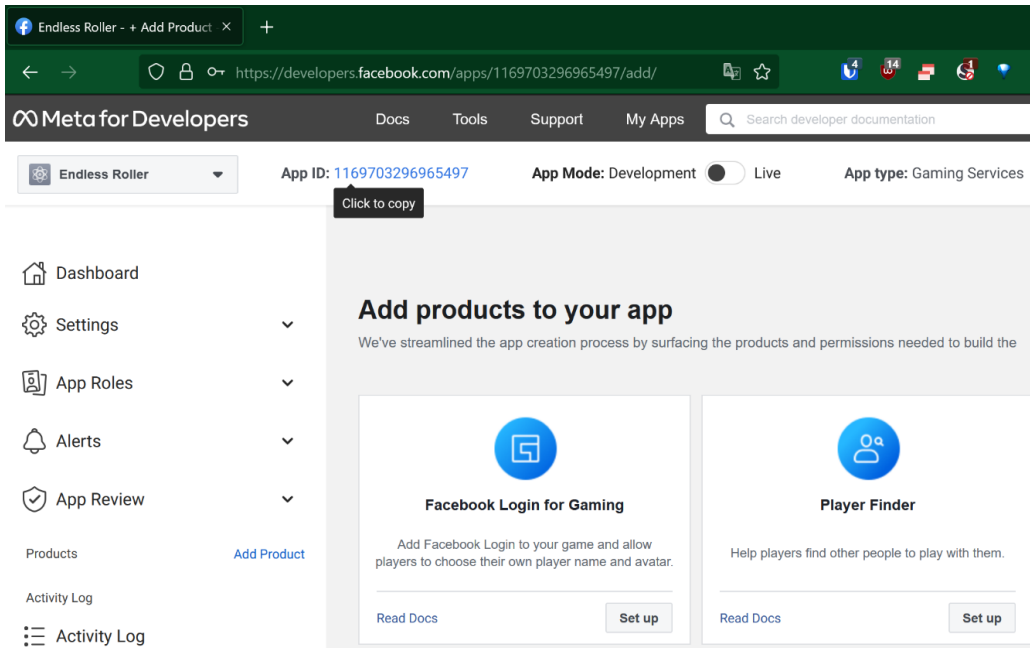 Endless Roller - + Add Product
https://developers.facebook.com/apps/1169703296965497/add/
4
14
1
Meta for Developers
Docs
Tools
Support
My Apps
Search developer documentation
Endless Roller
App ID: 1169703296965497
App Mode: Development
Live
App type: Gaming Services
Click to copy
Dashboard
Settings
App Roles
Alerts
App Review
Products
Add Product
Activity Log
Activity Log
Add products to your app
We've streamlined the app creation process by surfacing the products and permissions needed to build the
Facebook Login for Gaming
Add Facebook Login to your game and allow
players to choose their own player name and avatar.
Read Docs
Set up
Player Finder
Help players find other people to play with them.
Read Docs
Set up